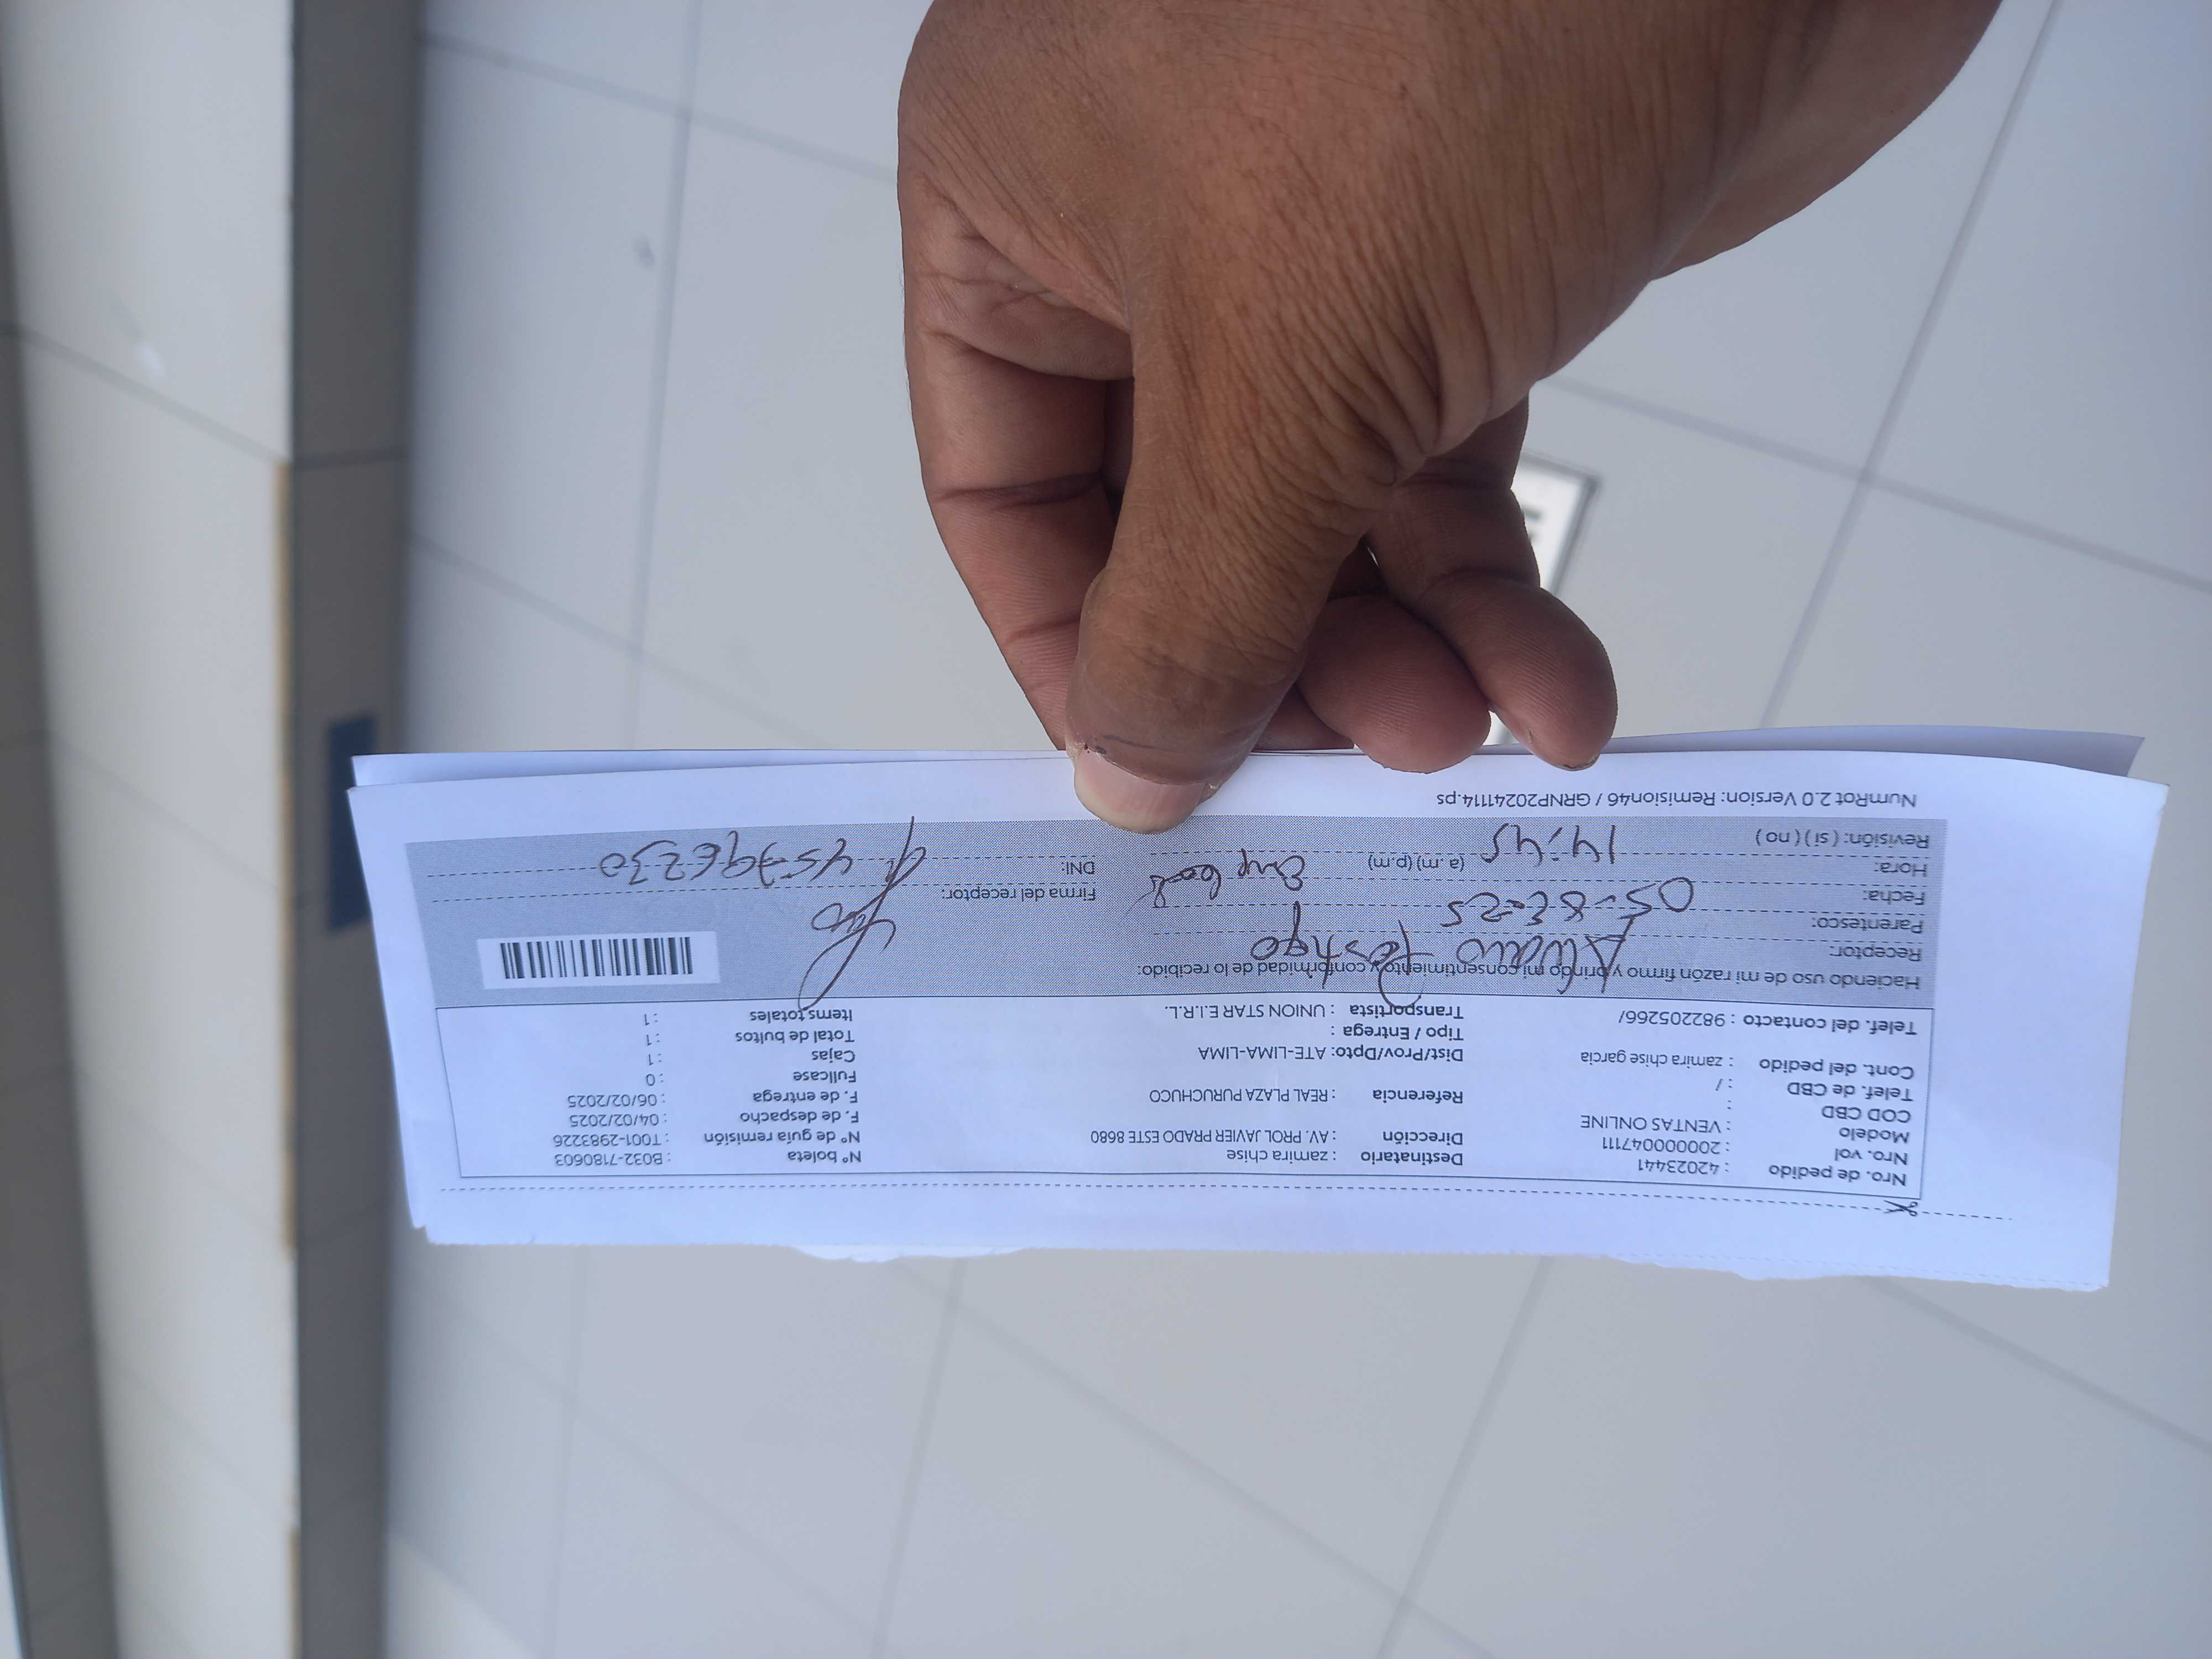 Nro. de pedido : 42023441
Nro. vol : 200000047111
Modelo : VENTAS ONLINE
COD CBD :
Telef. de CBD : /
Cont. del pedido : zamira chise garcia
Telef. del contacto : 982205266/
Destinatario : zamira chise
Dirección : AV. PROL JAVIER PRADO ESTE 8680
Referencia : REAL PLAZA PURUCHUCO
Dist/Prov/Dpto: ATE-LIMA-LIMA
Tipo / Entrega :
Transportista : UNION STAR E.I.R.L.
Nº boleta : B032-7180603
Nº de guía remisión : T001-2983226
F. de despacho : 04/02/2025
F. de entrega : 06/02/2025
Fullcase : 0
Cajas : 1
Total de bultos : 1
Items totales : 1
Haciendo uso de mi razón firmo y brindo mi consentimiento y conformidad de lo recibido:
Receptor: Alvaro Postigo
Parentesco:
Fecha:
Hora: 14:45 (a.m) (p.m)
Revisión: ( si ) ( no )
Firma del receptor:
DNI:
NumRot 2.0 Version: Remision46 / GRNP20241114.ps